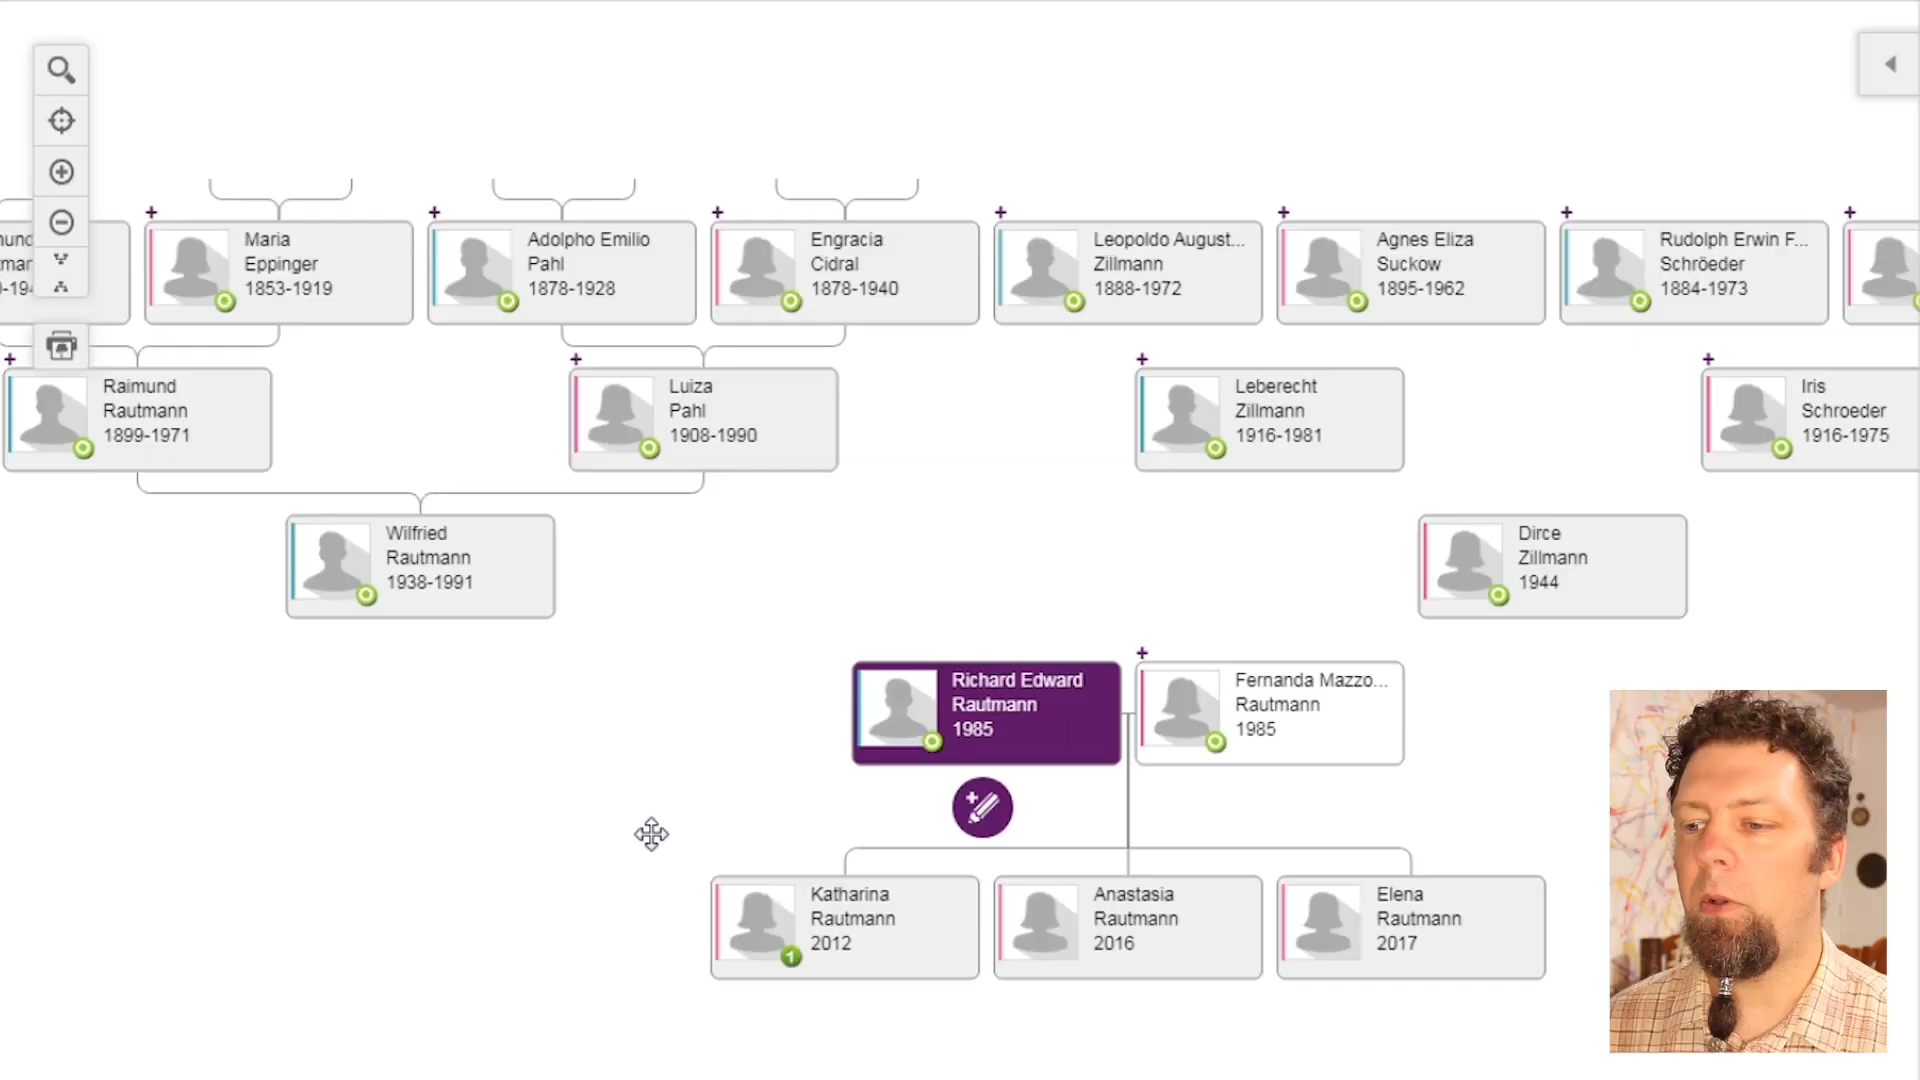 mund
Maria
Eppinger
1853-1919
Adolpho Emilio
Pahl
1878-1928
Engracia
Cidral
1878-1940
Leopoldo August...
Zillmann
1888-1972
Agnes Eliza
Suckow
1895-1962
Rudolph Erwin F...
Schröeder
1884-1973
Raimund
Rautmann
1899-1971
Luiza
Pahl
1908-1990
Leberecht
Zillmann
1916-1981
Iris
Schroeder
1916-1975
Wilfried
Rautmann
1938-1991
Dirce
Zillmann
1944
Richard Edward
Rautmann
1985
Fernanda Mazzo...
Rautmann
1985
Katharina
Rautmann
2012
1
Anastasia
Rautmann
2016
Elena
Rautmann
2017